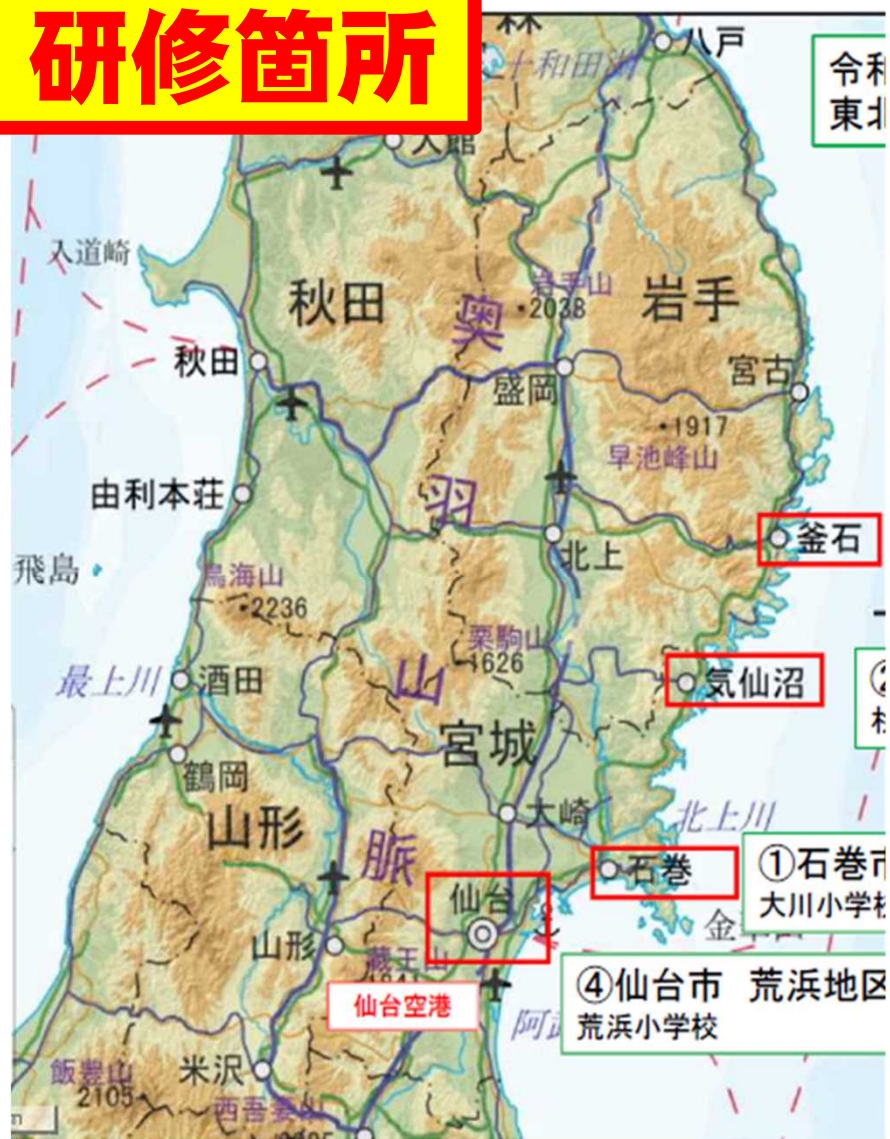 研修箇所
十和田湖
八戸
令和
東北
大館
入道崎
秋田
奥
岩手山
・2038
岩手
秋田
盛岡
宮古
・1917
早池峰山
由利本荘
羽
釜石
北上
飛島
鳥海山
・2236
栗駒山
1626
最上川
酒田
山
気仙沼
②
宮城
鶴岡
山形
大崎
北上川
脈
石巻
①石巻市
大川小学校
仙台
山形
蔵王山
仙台空港
④仙台市 荒浜地区
荒浜小学校
阿武
飯豊山
2105
米沢
西吾妻山